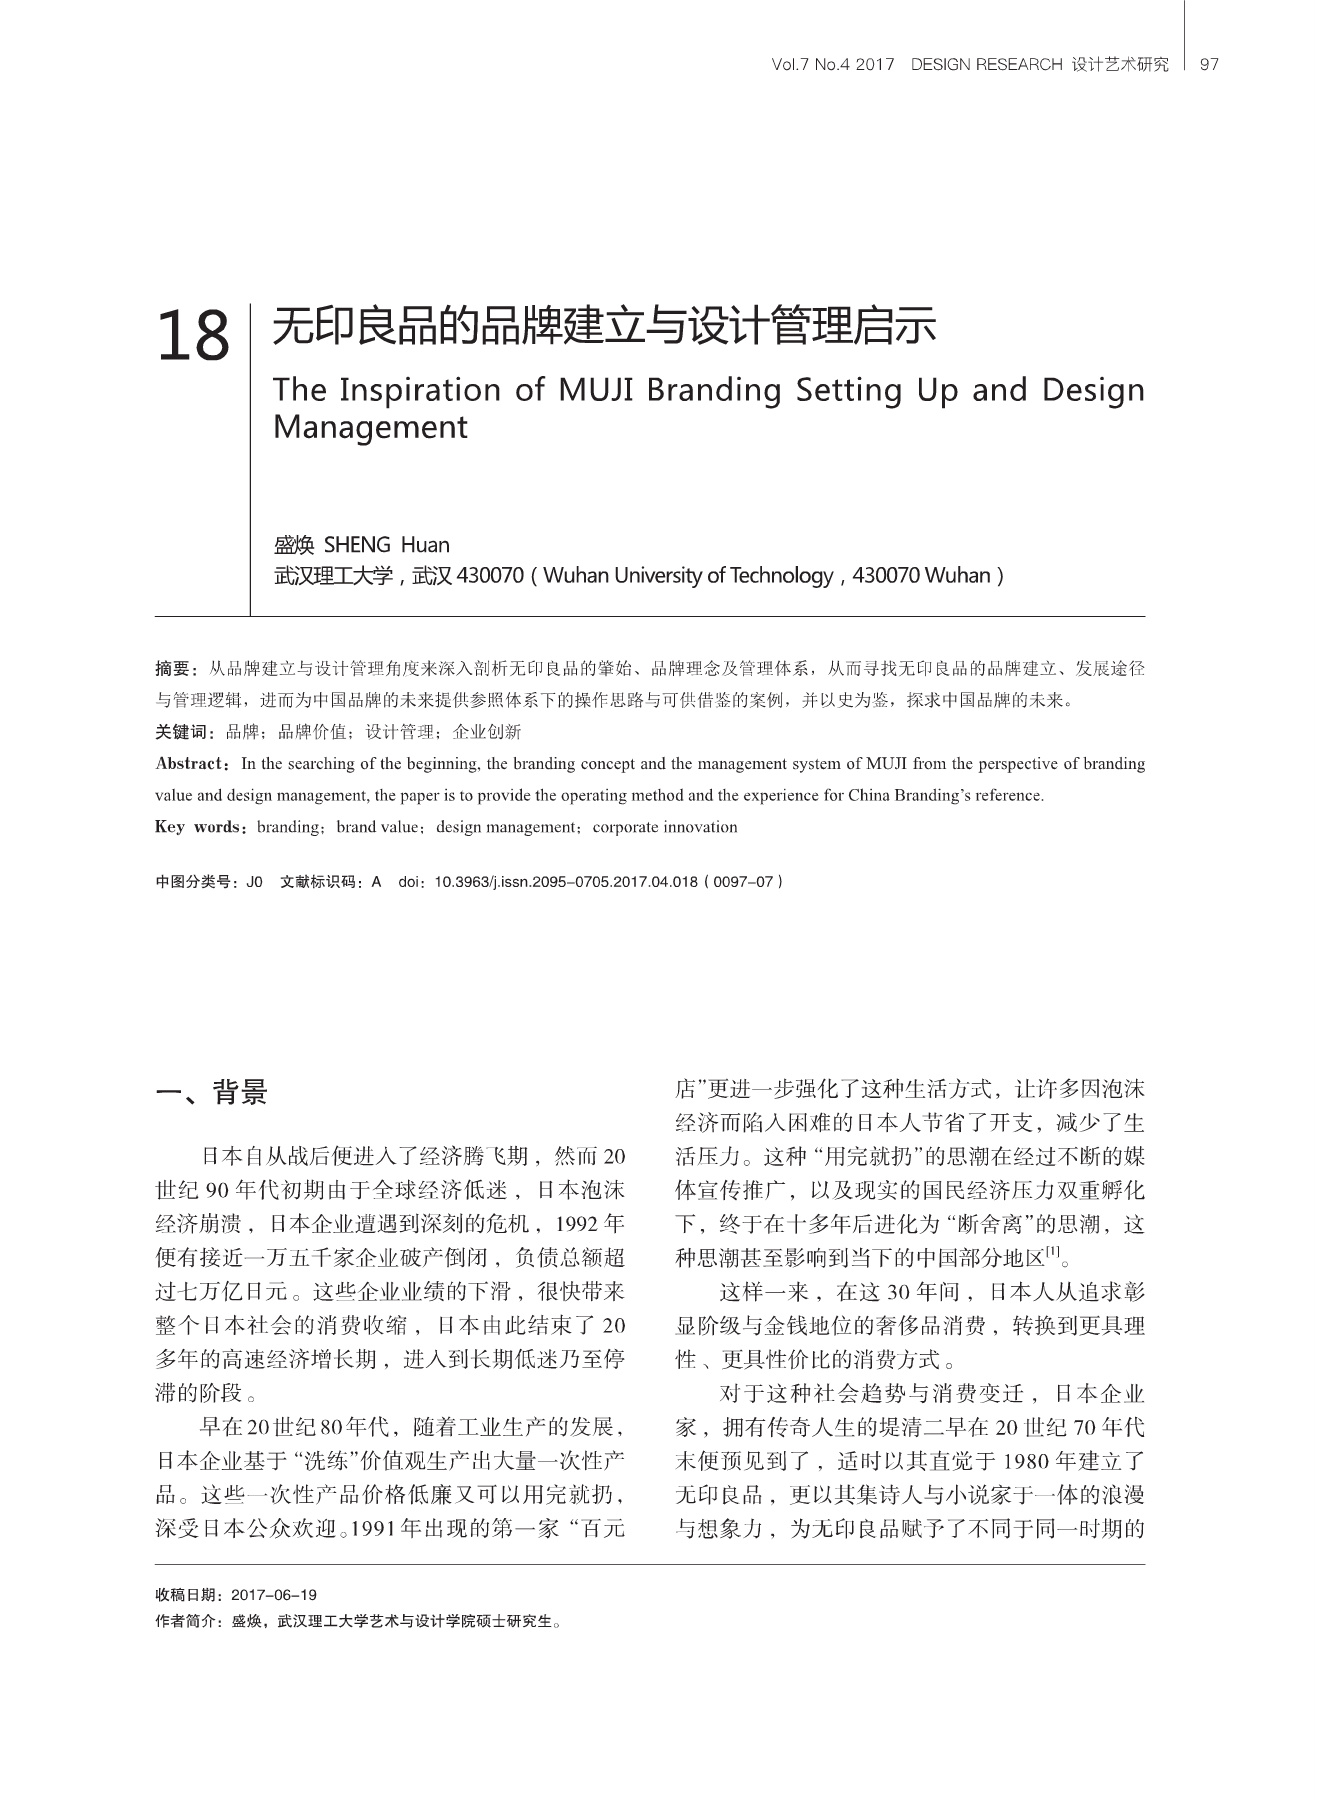 Vol.7 No.4 2017 DESIGN RESEARCH 设计艺术研究 97
18
无印良品的品牌建立与设计管理启示
The Inspiration of MUJI Branding Setting Up and Design
Management
盛焕 SHENG Huan
武汉理工大学，武汉 430070（Wuhan University of Technology，430070 Wuhan）
摘要：从品牌建立与设计管理角度来深入剖析无印良品的肇始、品牌理念及管理体系，从而寻找无印良品的品牌建立、发展途径
与管理逻辑，进而为中国品牌的未来提供参照体系下的操作思路与可供借鉴的案例，并以史为鉴，探求中国品牌的未来。
关键词：品牌；品牌价值；设计管理；企业创新
Abstract：In the searching of the beginning, the branding concept and the management system of MUJI from the perspective of branding
value and design management, the paper is to provide the operating method and the experience for China Branding’s reference.
Key words：branding；brand value；design management；corporate innovation
中图分类号：J0 文献标识码：A doi：10.3963/j.issn.2095-0705.2017.04.018（0097-07）
一、背景
日本自从战后便进入了经济腾飞期，然而 20
世纪 90 年代初期由于全球经济低迷，日本泡沫
经济崩溃，日本企业遭遇到深刻的危机，1992 年
便有接近一万五千家企业破产倒闭，负债总额超
过七万亿日元。这些企业业绩的下滑，很快带来
整个日本社会的消费收缩，日本由此结束了 20
多年的高速经济增长期，进入到长期低迷乃至停
滞的阶段。
早在20世纪80年代，随着工业生产的发展，
日本企业基于“洗练”价值观生产出大量一次性产
品。这些一次性产品价格低廉又可以用完就扔，
深受日本公众欢迎。1991年出现的第一家“百元
店”更进一步强化了这种生活方式，让许多因泡沫
经济而陷入困难的日本人节省了开支，减少了生
活压力。这种“用完就扔”的思潮在经过不断的媒
体宣传推广，以及现实的国民经济压力双重孵化
下，终于在十多年后进化为“断舍离”的思潮，这
种思潮甚至影响到当下的中国部分地区[1]。
这样一来，在这 30 年间，日本人从追求彰
显阶级与金钱地位的奢侈品消费，转换到更具理
性、更具性价比的消费方式。
对于这种社会趋势与消费变迁，日本企业
家，拥有传奇人生的堤清二早在 20 世纪 70 年代
末便预见到了，适时以其直觉于 1980 年建立了
无印良品，更以其集诗人与小说家于一体的浪漫
与想象力，为无印良品赋予了不同于同一时期的
收稿日期：2017-06-19
作者简介：盛焕，武汉理工大学艺术与设计学院硕士研究生。